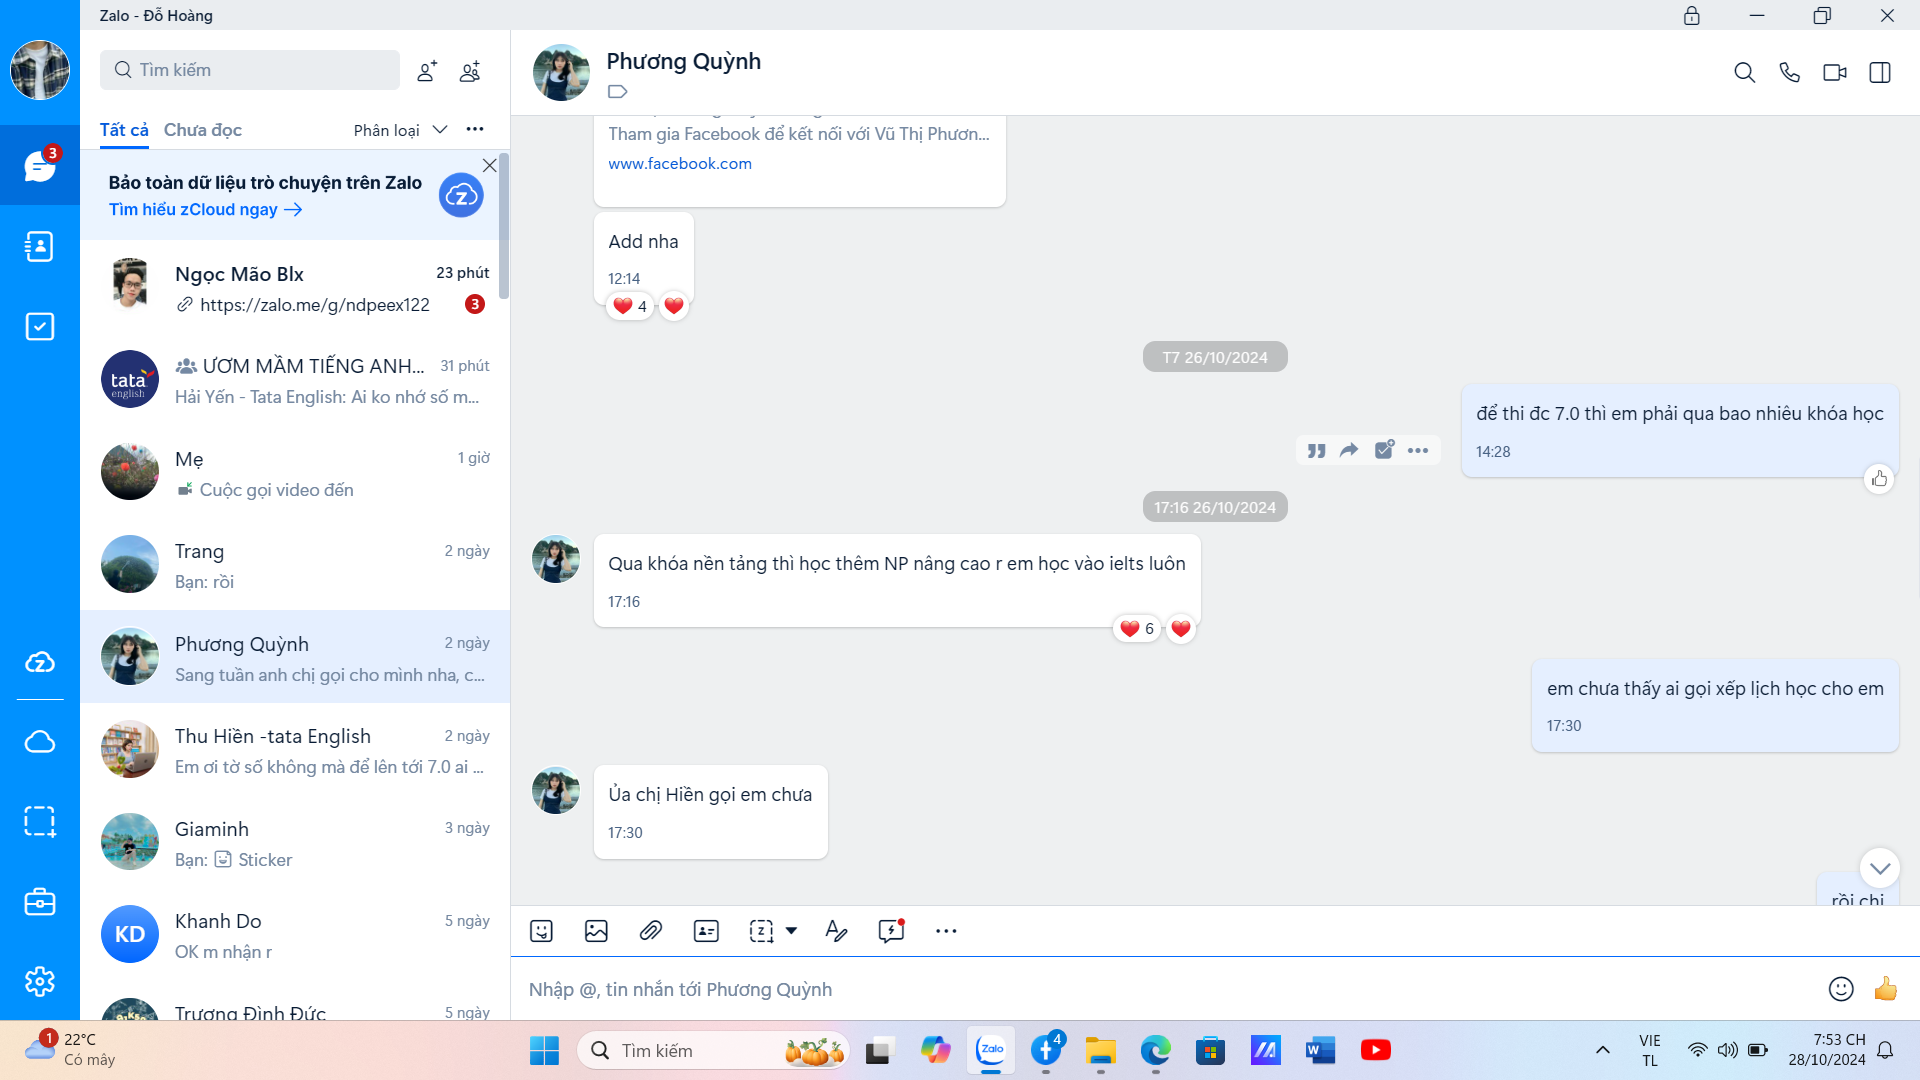 Zalo - Đỗ Hoàng
Tìm kiếm
Tất cả
Chưa đọc
Phân loại
Bảo toàn dữ liệu trò chuyện trên Zalo
Tìm hiểu zCloud ngay
3
Ngọc Mão Blx
23 phút
https://zalo.me/g/ndpeex122
3
tata
english
ƯƠM MẦM TIẾNG ANH...
31 phút
Hải Yến - Tata English: Ai ko nhớ số m...
Mẹ
1 giờ
Cuộc gọi video đến
Trang
2 ngày
Bạn: rồi
Phương Quỳnh
2 ngày
Sang tuần anh chị gọi cho mình nha, c...
Thu Hiền -tata English
2 ngày
Em ơi tờ số không mà để lên tới 7.0 ai ...
Giaminh
3 ngày
Bạn: Sticker
KD
Khanh Do
5 ngày
OK m nhận r
Trương Đình Đức
5 ngày
Phương Quỳnh
Tham gia Facebook để kết nối với Vũ Thị Phươn...
www.facebook.com
Add nha
12:14
4
T7 26/10/2024
để thi đc 7.0 thì em phải qua bao nhiêu khóa học
14:28
17:16 26/10/2024
Qua khóa nền tảng thì học thêm NP nâng cao r em học vào ielts luôn
17:16
6
em chưa thấy ai gọi xếp lịch học cho em
17:30
Ủa chị Hiền gọi em chưa
17:30
rồi chị
Nhập @, tin nhắn tới Phương Quỳnh
1
22°C
Có mây
Tìm kiếm
Zalo
4
VIE
TL
7:53 CH
28/10/2024